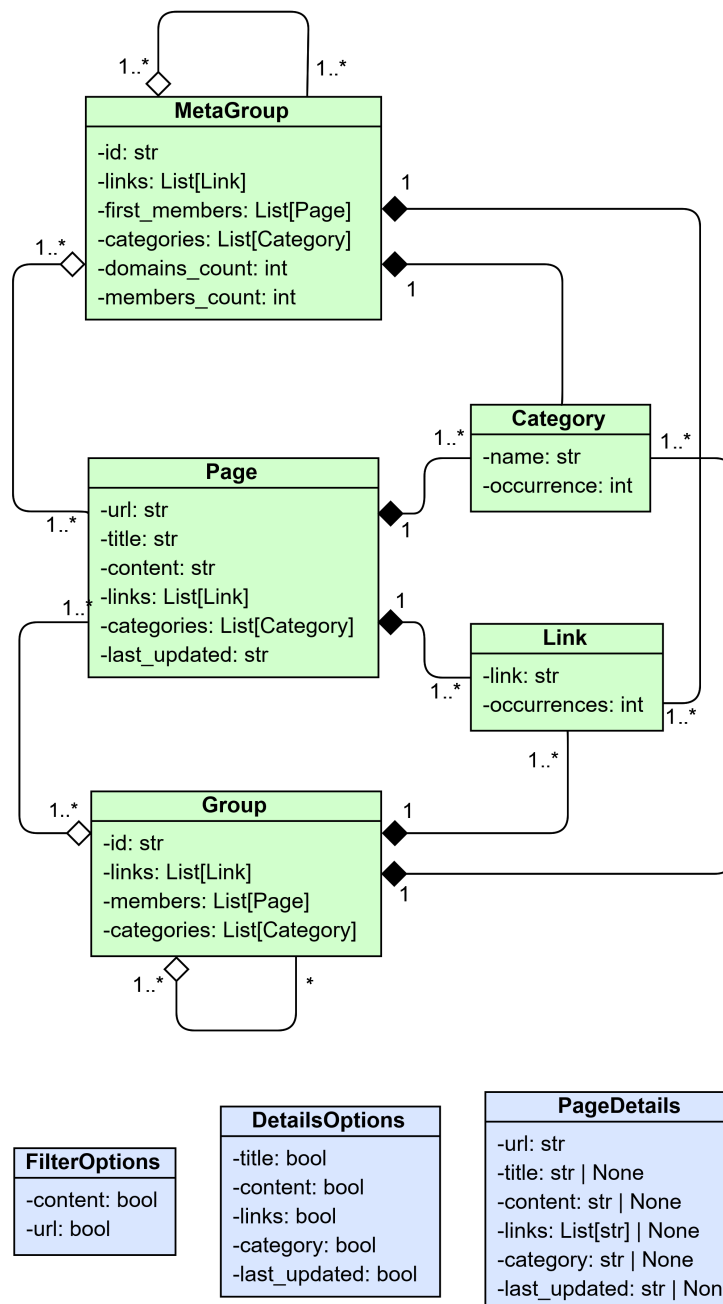 1..*
1..*
MetaGroup
-id: str
-links: List[Link]
-first_members: List[Page]
-categories: List[Category]
-domains_count: int
-members_count: int
1
1..*
1
Category
-name: str
-occurrence: int
1..*
1..*
Page
-url: str
-title: str
-content: str
-links: List[Link]
-categories: List[Category]
-last_updated: str
1..*
1
1..*
1
1..*
Link
-link: str
-occurrences: int
1..*
1..*
Group
-id: str
-links: List[Link]
-members: List[Page]
-categories: List[Category]
1..*
1
1
1..*
*
FilterOptions
-content: bool
-url: bool
DetailsOptions
-title: bool
-content: bool
-links: bool
-category: bool
-last_updated: bool
PageDetails
-url: str
-title: str | None
-content: str | None
-links: List[str] | None
-category: str | None
-last_updated: str | Non